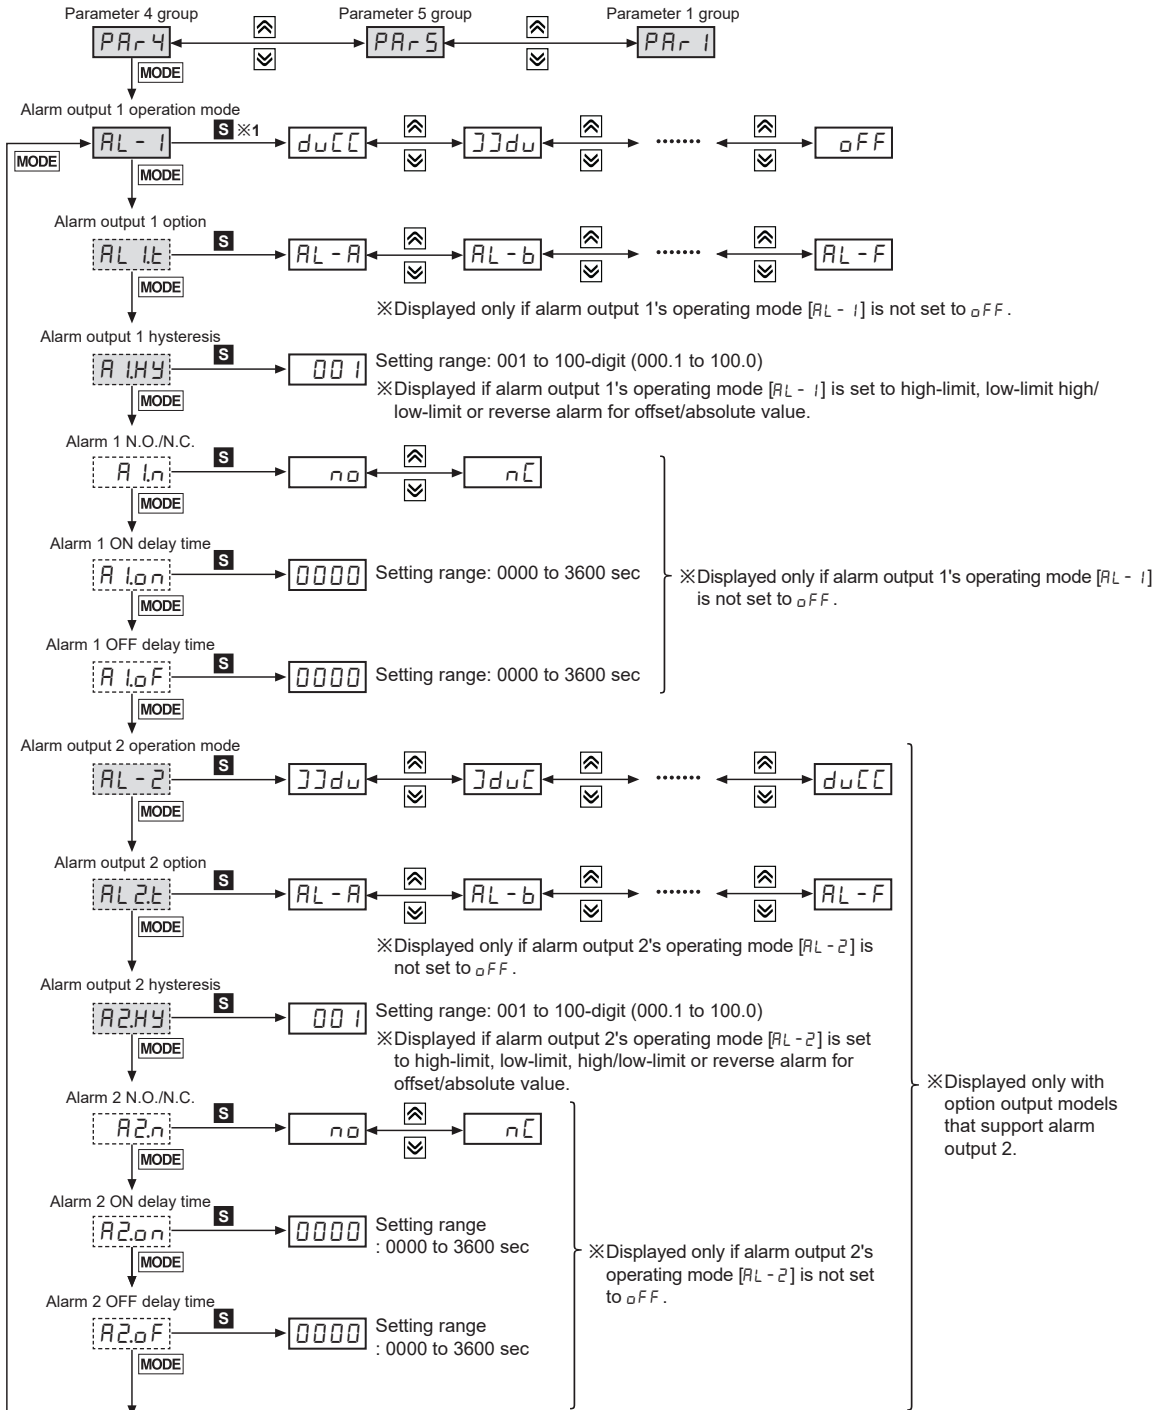 Parameter 4 group Parameter 5 group Parameter 1 group
PAr4 PAr5 PAr1
MODE
Alarm output 1 operation mode
MODE AL-1 S ※1 duCC ]]du ······· oFF
MODE
Alarm output 1 option
AL1.t S AL-A AL-b ······· AL-F
MODE
※Displayed only if alarm output 1's operating mode [AL-1] is not set to oFF.
Alarm output 1 hysteresis
A1.HY S 001 Setting range: 001 to 100-digit (000.1 to 100.0)
MODE
※Displayed if alarm output 1's operating mode [AL-1] is set to high-limit, low-limit high/
low-limit or reverse alarm for offset/absolute value.
Alarm 1 N.O./N.C.
A1.n S no nC
MODE
Alarm 1 ON delay time
A1.on S 0000 Setting range: 0000 to 3600 sec
MODE
※Displayed only if alarm output 1's operating mode [AL-1]
is not set to oFF.
Alarm 1 OFF delay time
A1.oF S 0000 Setting range: 0000 to 3600 sec
MODE
Alarm output 2 operation mode
AL-2 S ]]du ]duC ······· duCC
MODE
Alarm output 2 option
AL2.t S AL-A AL-b ······· AL-F
MODE
※Displayed only if alarm output 2's operating mode [AL-2] is
not set to oFF.
Alarm output 2 hysteresis
A2.HY S 001 Setting range: 001 to 100-digit (000.1 to 100.0)
MODE
※Displayed if alarm output 2's operating mode [AL-2] is set
to high-limit, low-limit, high/low-limit or reverse alarm for
offset/absolute value.
※Displayed only with
option output models
that support alarm
output 2.
Alarm 2 N.O./N.C.
A2.n S no nC
MODE
Alarm 2 ON delay time
A2.on S 0000 Setting range
: 0000 to 3600 sec
MODE
※Displayed only if alarm output 2's
operating mode [AL-2] is not set
to oFF.
Alarm 2 OFF delay time
A2.oF S 0000 Setting range
: 0000 to 3600 sec
MODE